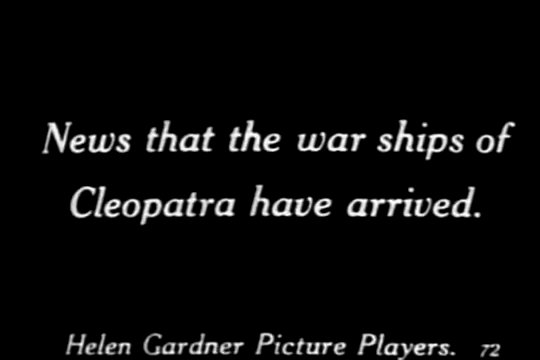 News that the war ships of
Cleopatra have arrived.
Helen Gardner Picture Players. 72